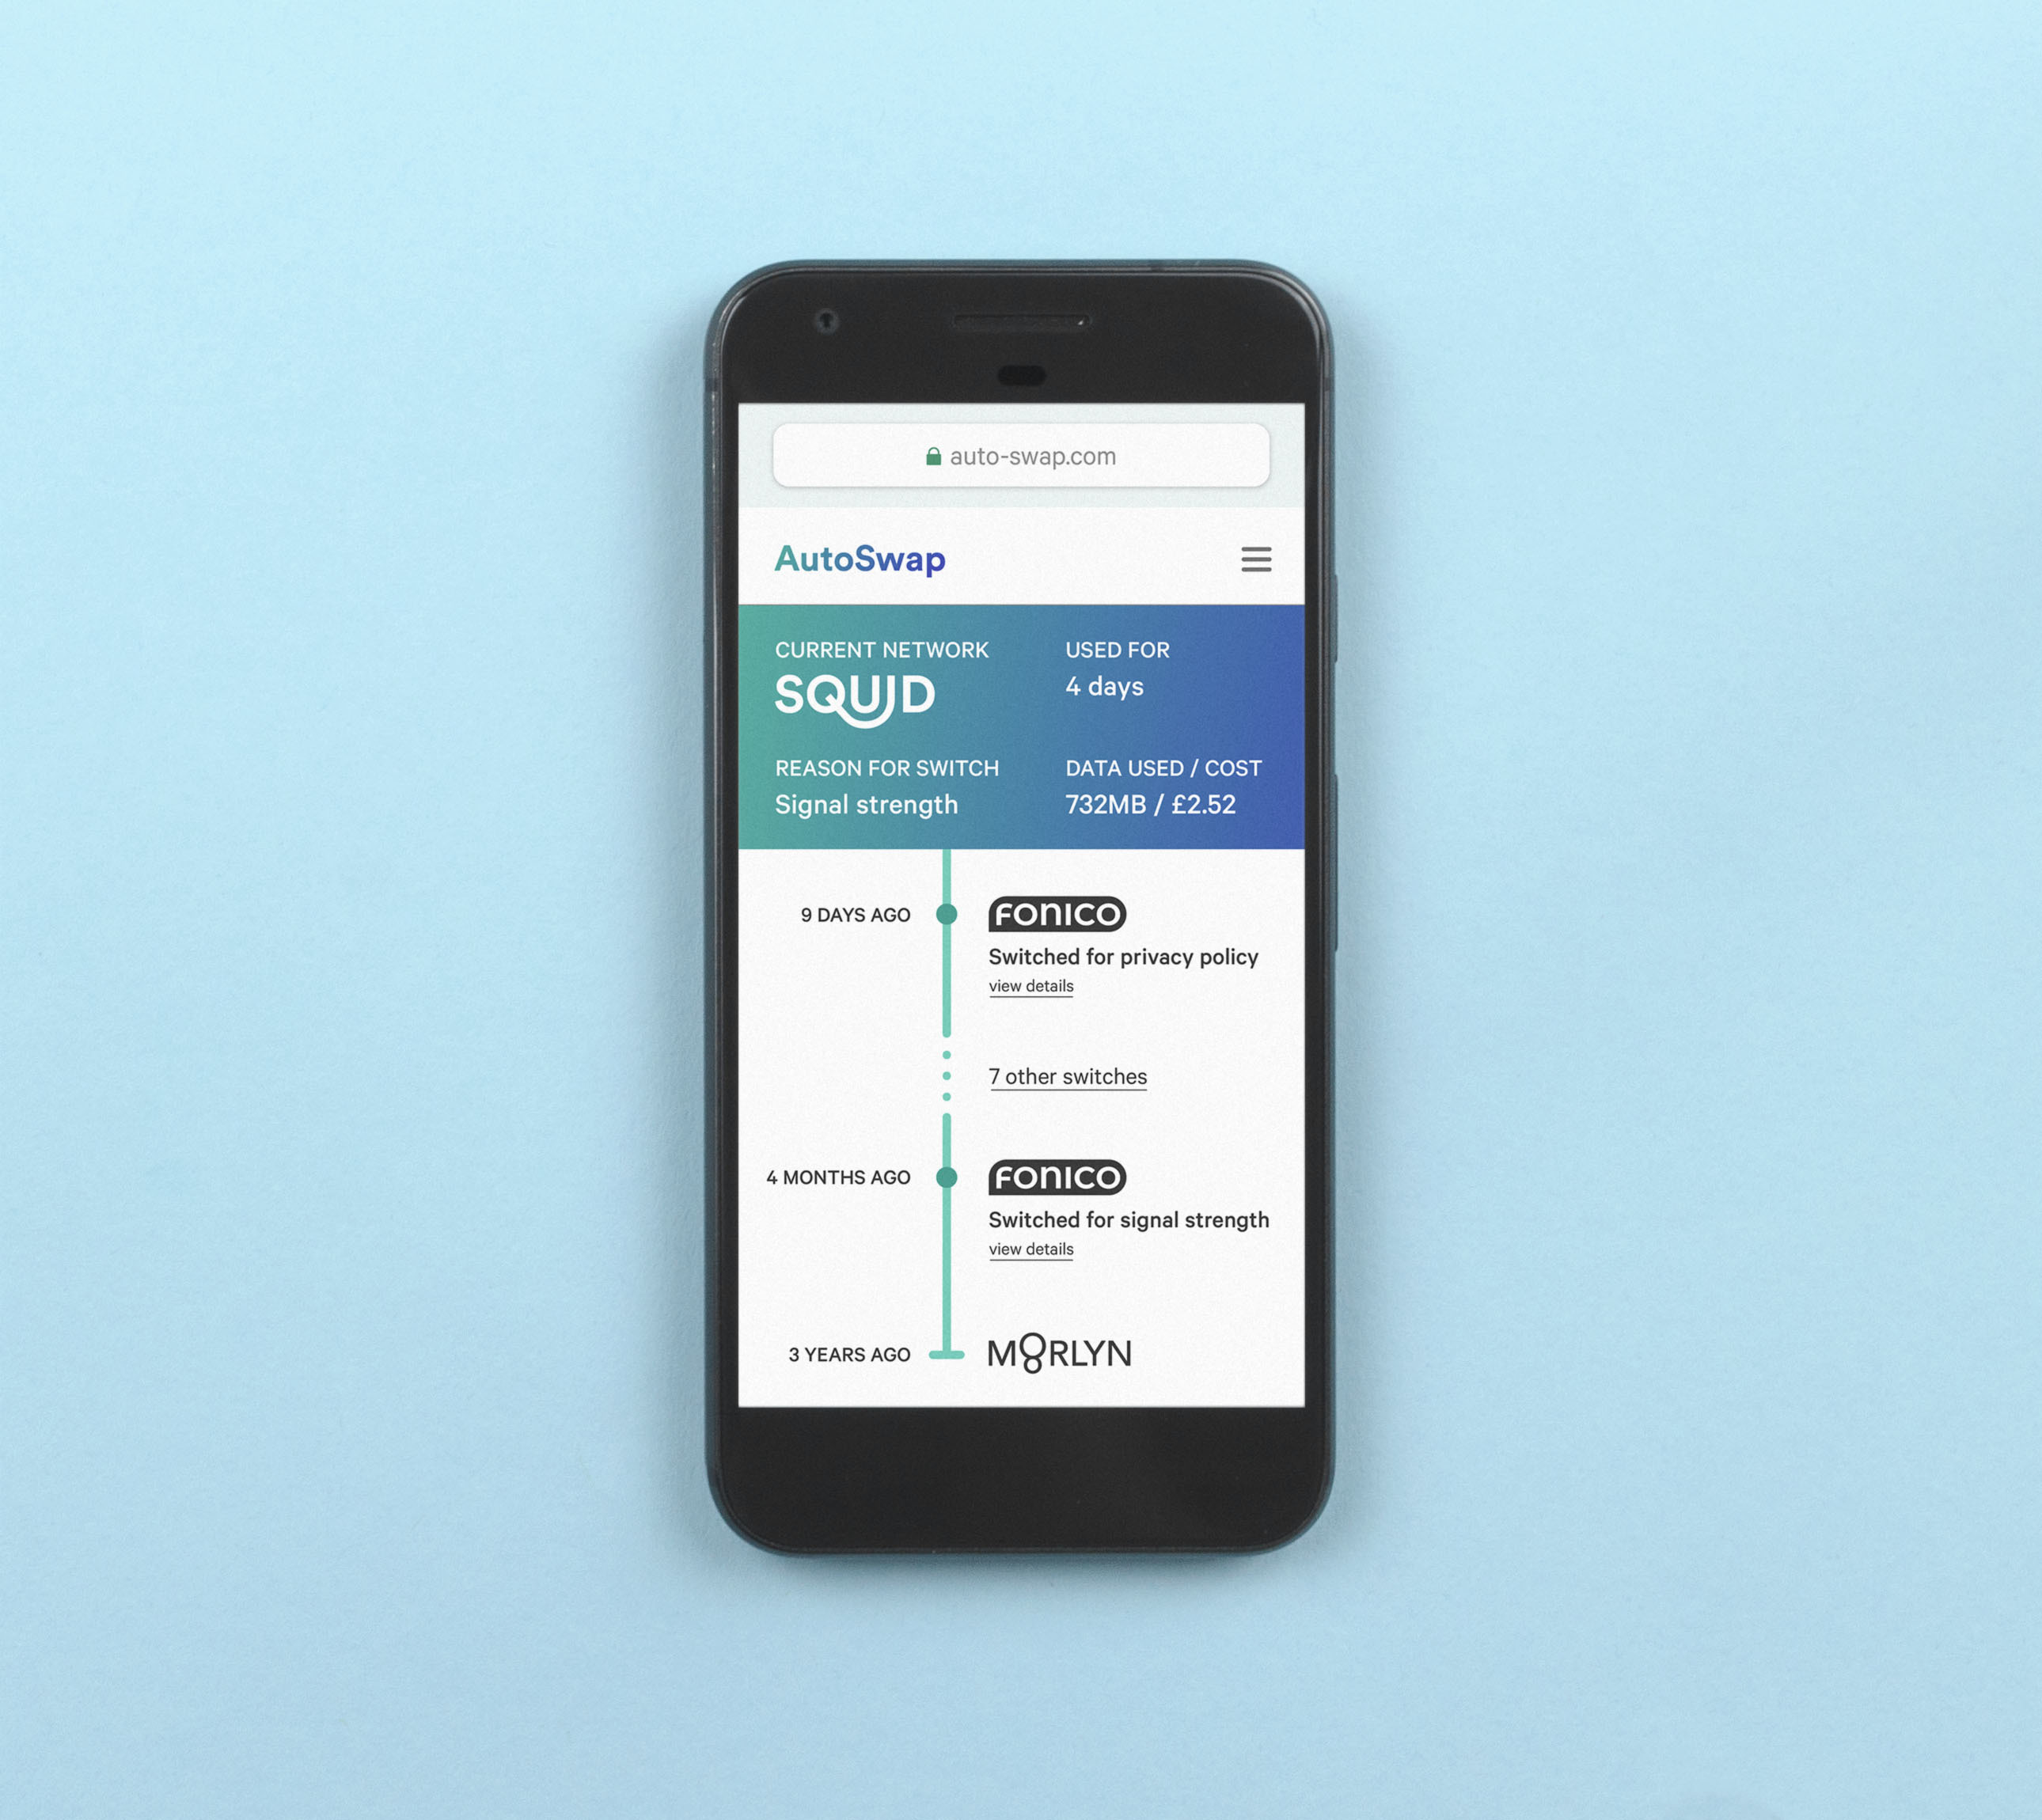 auto-swap.com
AutoSwap
CURRENT NETWORK
SQUID
USED FOR
4 days
REASON FOR SWITCH
Signal strength
DATA USED / COST
732MB / £2.52
9 DAYS AGO
FONICO
Switched for privacy policy
view details
7 other switches
4 MONTHS AGO
FONICO
Switched for signal strength
view details
3 YEARS AGO
MORLYN